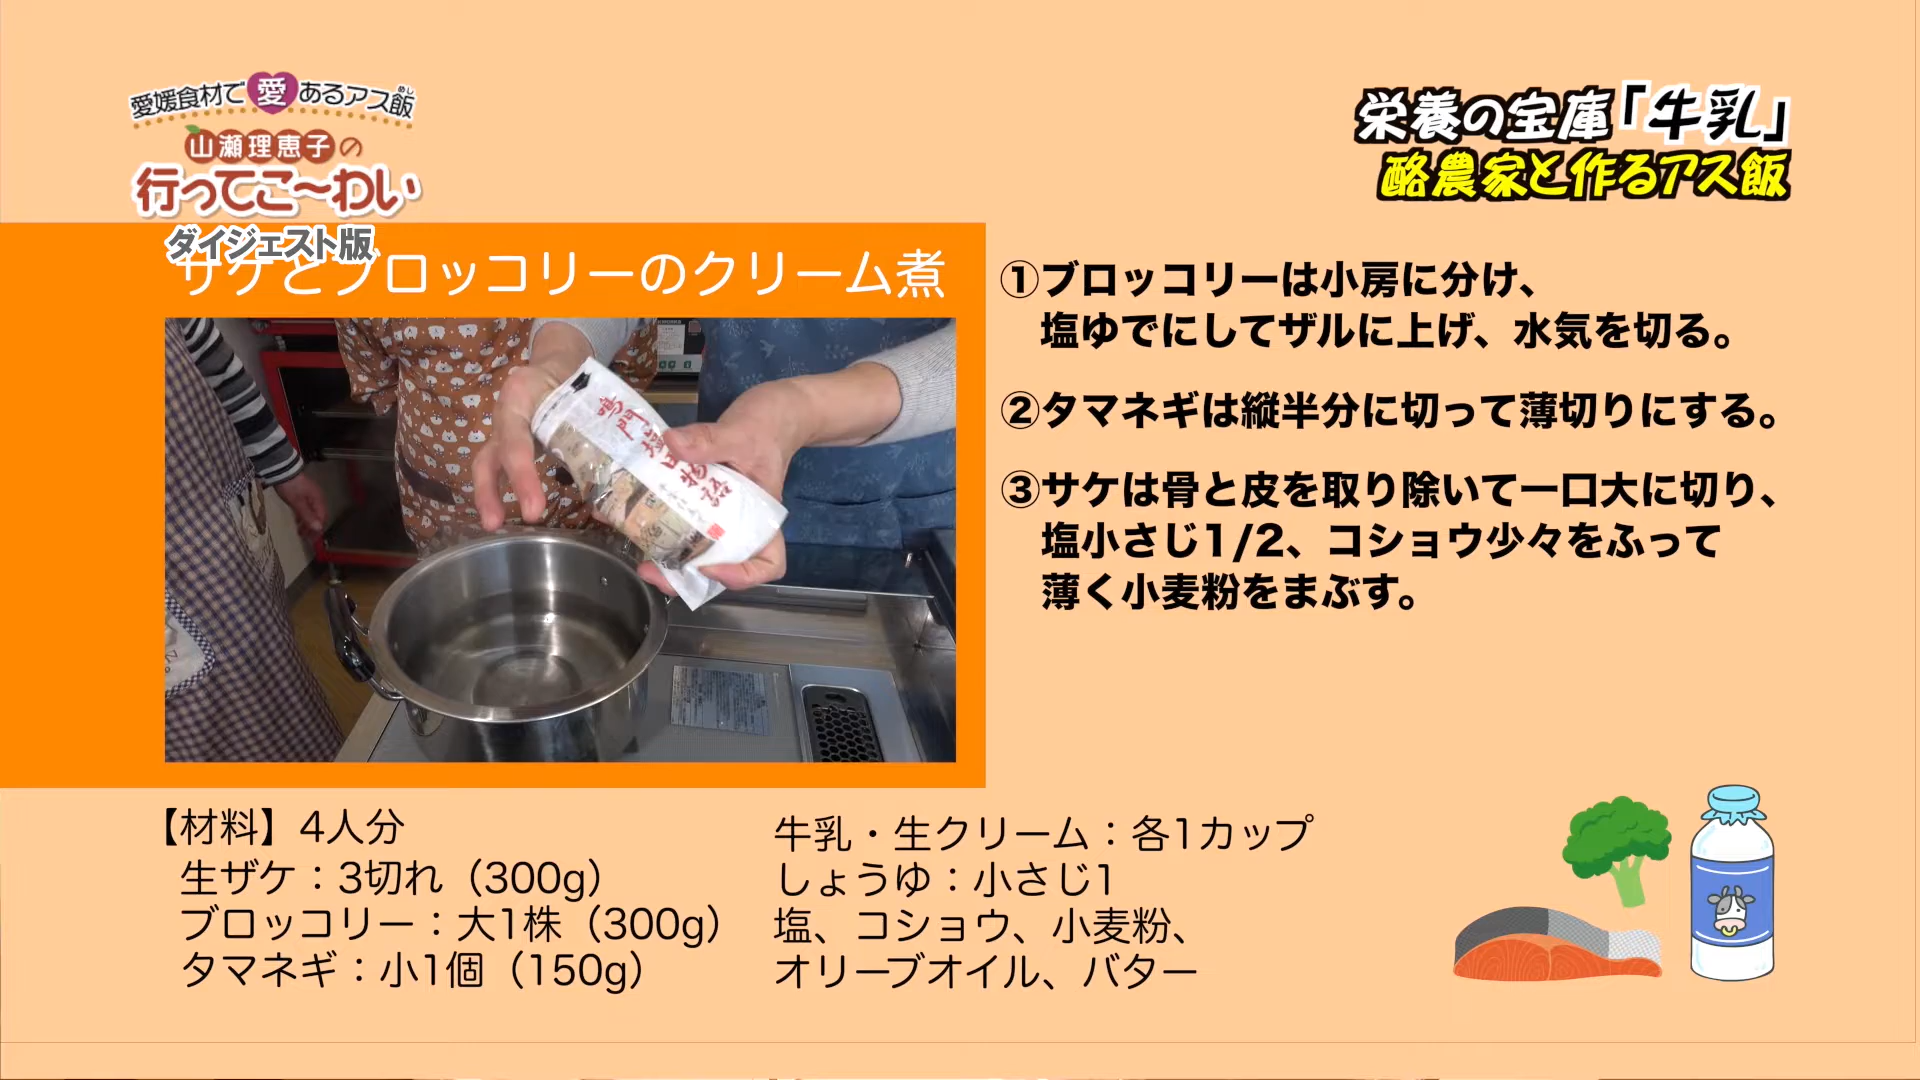 愛媛食材で愛あるアス飯
めし
山瀬理恵子の
行ってこ〜わい
ダイジェスト版
栄養の宝庫「牛乳」
酪農家と作るアス飯
サケとブロッコリーのクリーム煮
鳴門塩田物語
①ブロッコリーは小房に分け、
塩ゆでにしてザルに上げ、水気を切る。
②タマネギは縦半分に切って薄切りにする。
③サケは骨と皮を取り除いて一口大に切り、
塩小さじ1/2、コショウ少々をふって
薄く小麦粉をまぶす。
【材料】4人分
生ザケ：3切れ（300g）
ブロッコリー：大1株（300g）
タマネギ：小1個（150g）
牛乳・生クリーム：各1カップ
しょうゆ：小さじ1
塩、コショウ、小麦粉、
オリーブオイル、バター